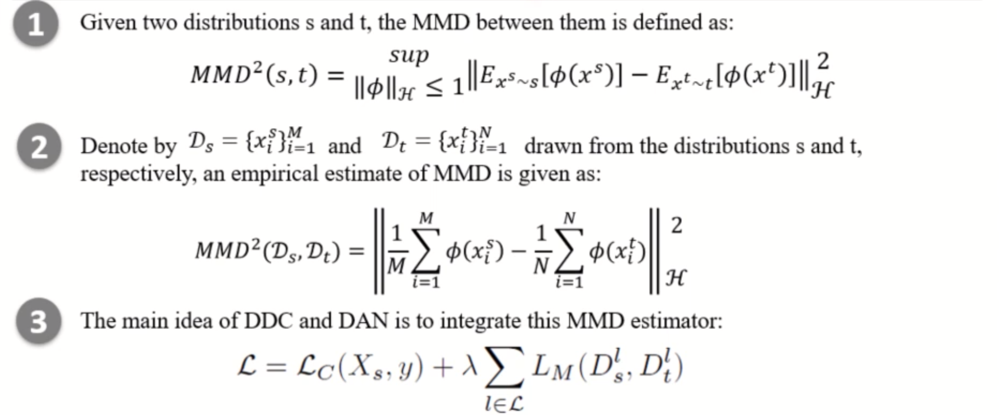 1 Given two distributions s and t, the MMD between them is defined as:
$MMD^2(s,t) = \underset{\|\phi\|_{\mathcal{H}} \leq 1}{sup} \left\| E_{x^s \sim s}[\phi(x^s)] - E_{x^t \sim t}[\phi(x^t)] \right\|_{\mathcal{H}}^2$
2 Denote by $\mathcal{D}_s = \{x_i^s\}_{i=1}^M$ and $\mathcal{D}_t = \{x_i^t\}_{i=1}^N$ drawn from the distributions s and t,
respectively, an empirical estimate of MMD is given as:
$MMD^2(\mathcal{D}_s, \mathcal{D}_t) = \left\| \frac{1}{M} \sum_{i=1}^{M} \phi(x_i^s) - \frac{1}{N} \sum_{i=1}^{N} \phi(x_i^t) \right\|_{\mathcal{H}}^2$
3 The main idea of DDC and DAN is to integrate this MMD estimator:
$\mathcal{L} = \mathcal{L}_C(X_s, y) + \lambda \sum_{l \in \mathcal{L}} L_M(D_s^l, D_t^l)$